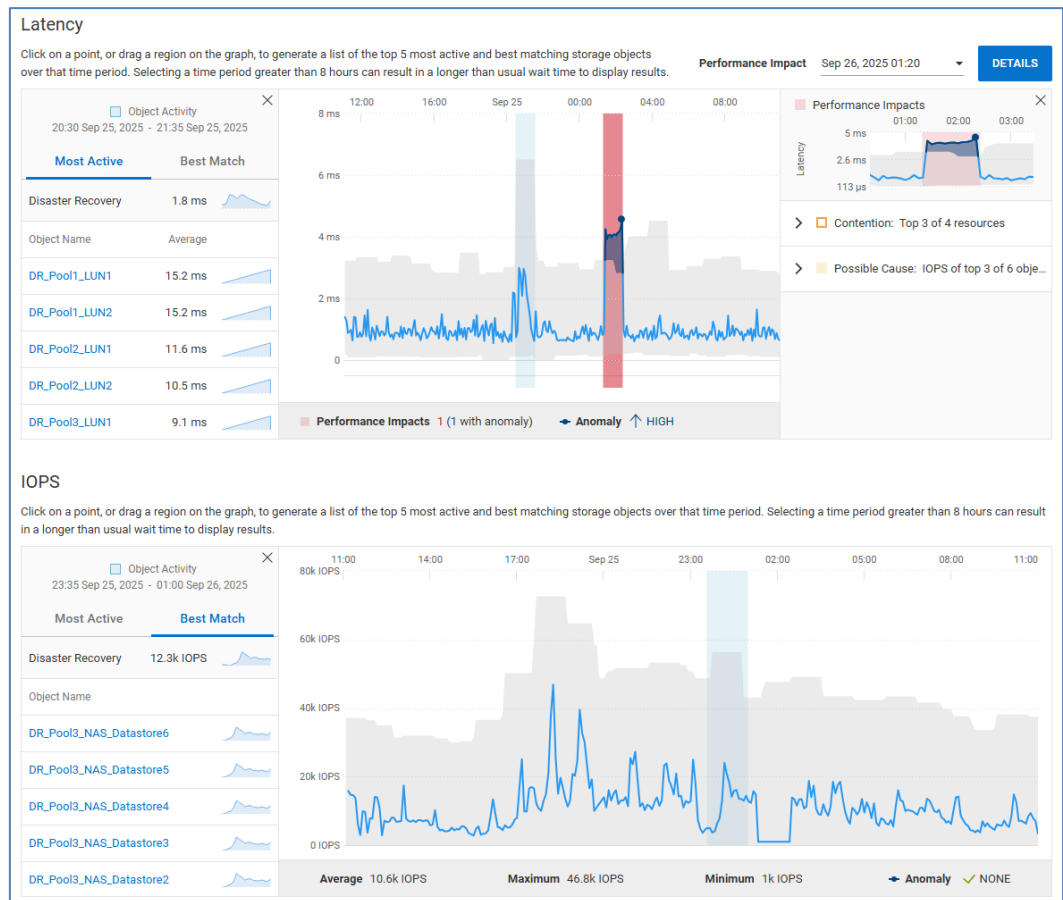 Latency
Click on a point, or drag a region on the graph, to generate a list of the top 5 most active and best matching storage objects
over that time period. Selecting a time period greater than 8 hours can result in a longer than usual wait time to display results.
Performance Impact Sep 26, 2025 01:20
DETAILS
Object Activity
20:30 Sep 25, 2025 - 21:35 Sep 25, 2025
Most Active Best Match
Disaster Recovery 1.8 ms
Object Name Average
DR_Pool1_LUN1 15.2 ms
DR_Pool1_LUN2 15.2 ms
DR_Pool2_LUN1 11.6 ms
DR_Pool2_LUN2 10.5 ms
DR_Pool3_LUN1 9.1 ms
12:00 16:00 Sep 25 00:00 04:00 08:00
8 ms
6 ms
4 ms
2 ms
0
Performance Impacts 1 (1 with anomaly) Anomaly HIGH
Performance Impacts
01:00 02:00 03:00
Latency
5 ms
2.6 ms
113 µs
Contention: Top 3 of 4 resources
Possible Cause: IOPS of top 3 of 6 obje...
IOPS
Click on a point, or drag a region on the graph, to generate a list of the top 5 most active and best matching storage objects over that time period. Selecting a time period greater than 8 hours can result
in a longer than usual wait time to display results.
Object Activity
23:35 Sep 25, 2025 - 01:00 Sep 26, 2025
Most Active Best Match
Disaster Recovery 12.3k IOPS
Object Name
DR_Pool3_NAS_Datastore6
DR_Pool3_NAS_Datastore5
DR_Pool3_NAS_Datastore4
DR_Pool3_NAS_Datastore3
DR_Pool3_NAS_Datastore2
11:00 14:00 17:00 Sep 25 23:00 02:00 05:00 08:00 11:00
80k IOPS
60k IOPS
40k IOPS
20k IOPS
0 IOPS
Average 10.6k IOPS Maximum 46.8k IOPS Minimum 1k IOPS Anomaly NONE